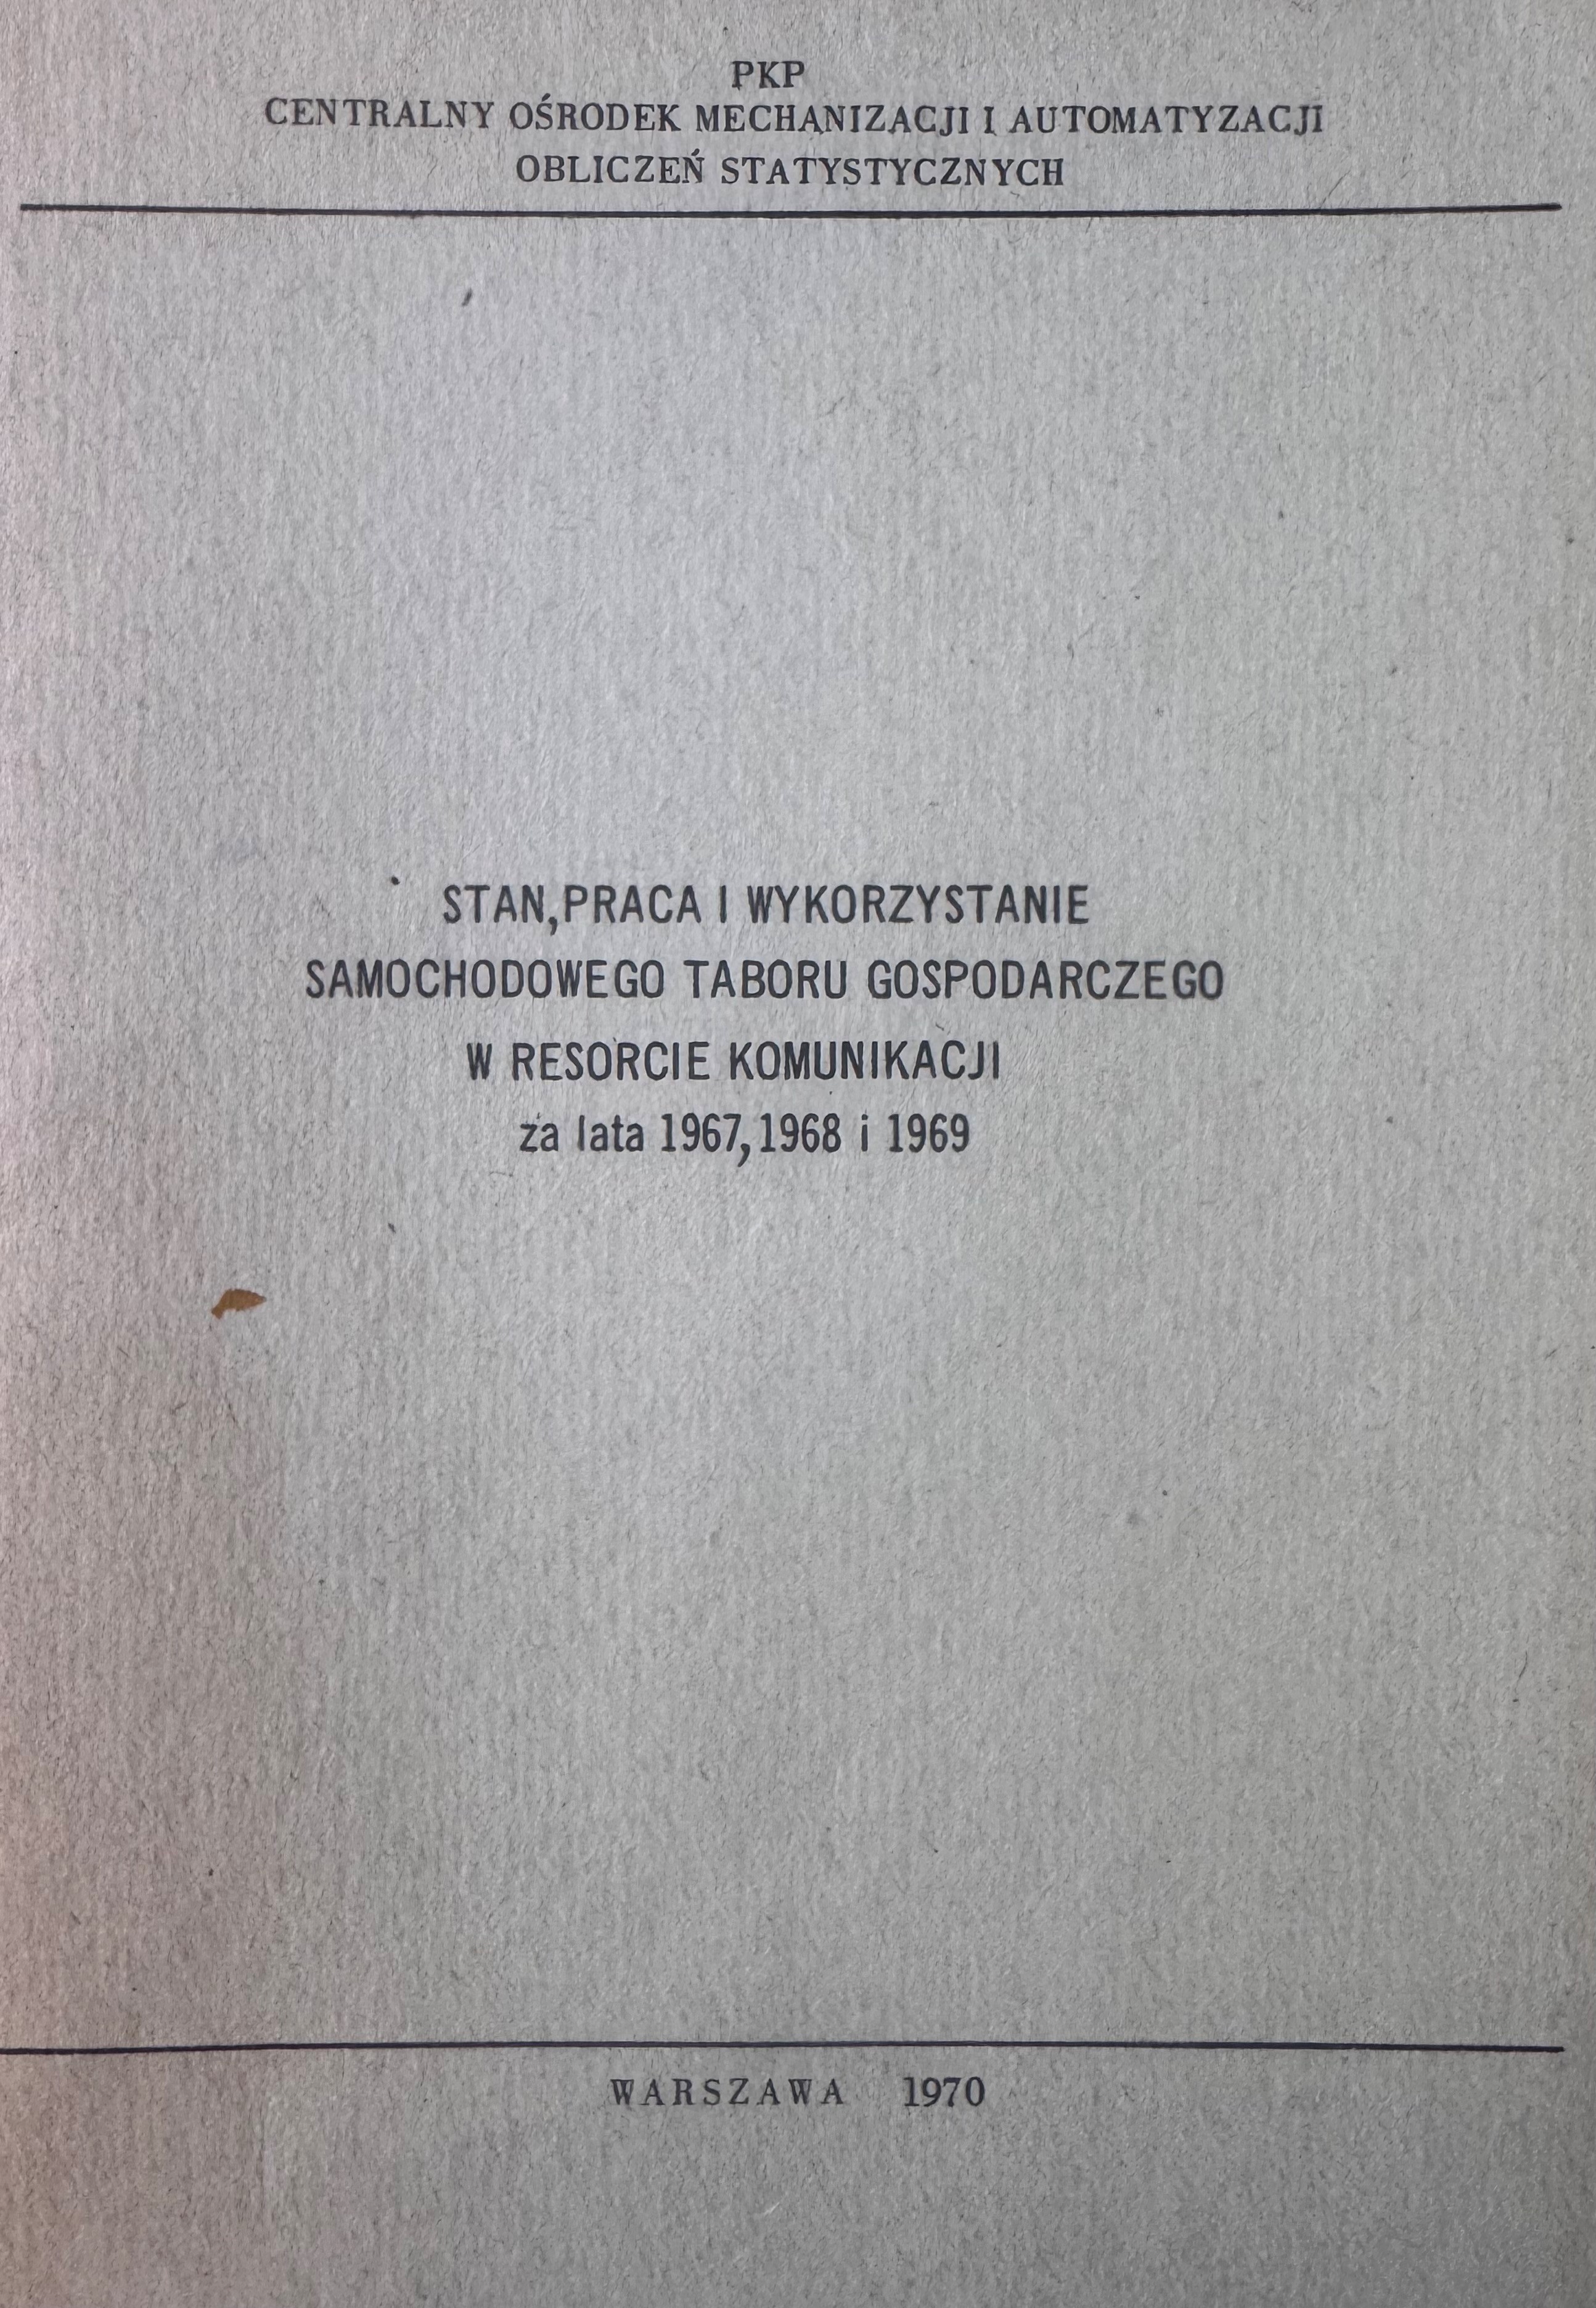 PKP
CENTRALNY OŚRODEK MECHANIZACJI I AUTOMATYZACJI
OBLICZEŃ STATYSTYCZNYCH
STAN, PRACA I WYKORZYSTANIE
SAMOCHODOWEGO TABORU GOSPODARCZEGO
W RESORCIE KOMUNIKACJI
za lata 1967, 1968 i 1969
WARSZAWA 1970